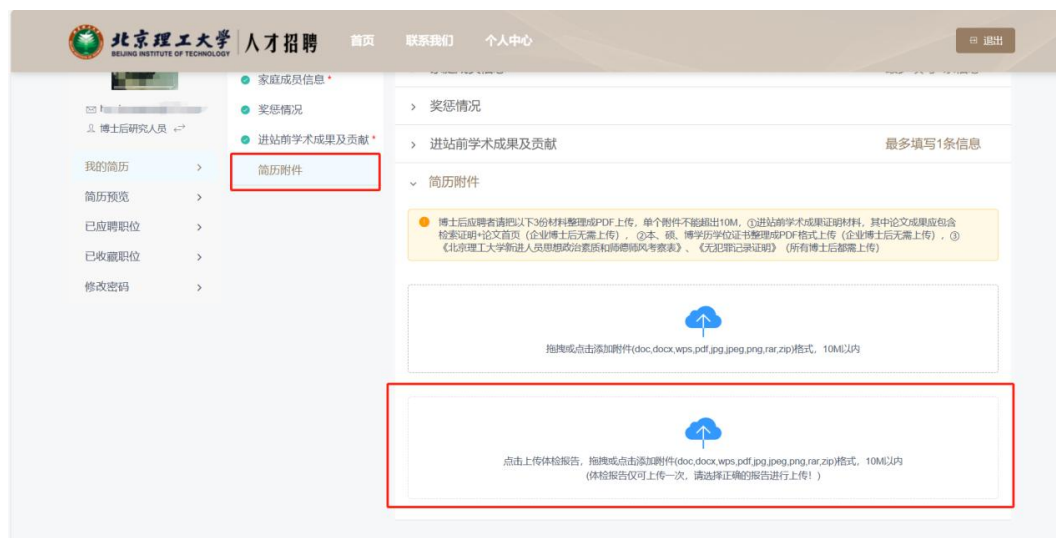 北京理工大学
BEIJING INSTITUTE OF TECHNOLOGY
人才招聘
首页
联系我们
个人中心
退出
博士后研究人员
我的简历
简历预览
已应聘职位
已收藏职位
修改密码
家庭成员信息*
奖惩情况
进站前学术成果及贡献*
简历附件
奖惩情况
进站前学术成果及贡献
最多填写1条信息
简历附件
博士后应聘者请把以下3份材料整理成PDF上传，单个附件不能超出10M，①进站前学术成果证明材料，其中论文成果应包含
检索证明+论文首页（企业博士后无需上传），②本、硕、博学历学位证书整理成PDF格式上传（企业博士后无需上传），③
《北京理工大学新进人员思想政治素质和师德师风考察表》、《无犯罪记录证明》（所有博士后都需上传）
拖拽或点击添加附件(doc,docx,wps,pdf,jpg,jpeg,png,rar,zip)格式，10M以内
点击上传体检报告，拖拽或点击添加附件(doc,docx,wps,pdf,jpg,jpeg,png,rar,zip)格式，10M以内
(体检报告仅可上传一次，请选择正确的报告进行上传！)